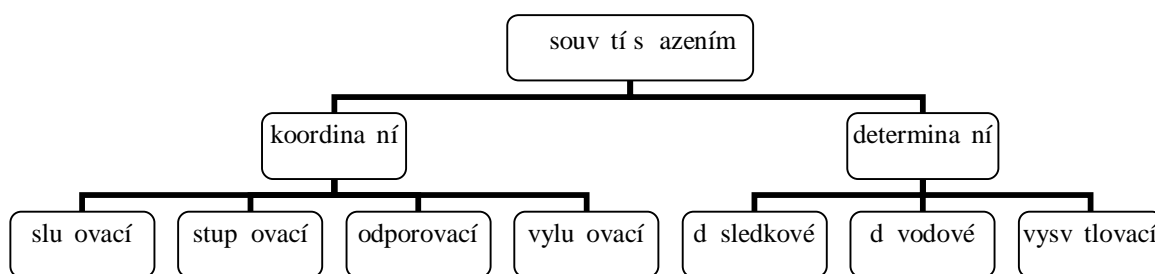 souv tí s azením
koordina ní
determina ní
slu ovací
stup ovací
odporovací
vylu ovací
d sledkové
d vodové
vysv tlovací